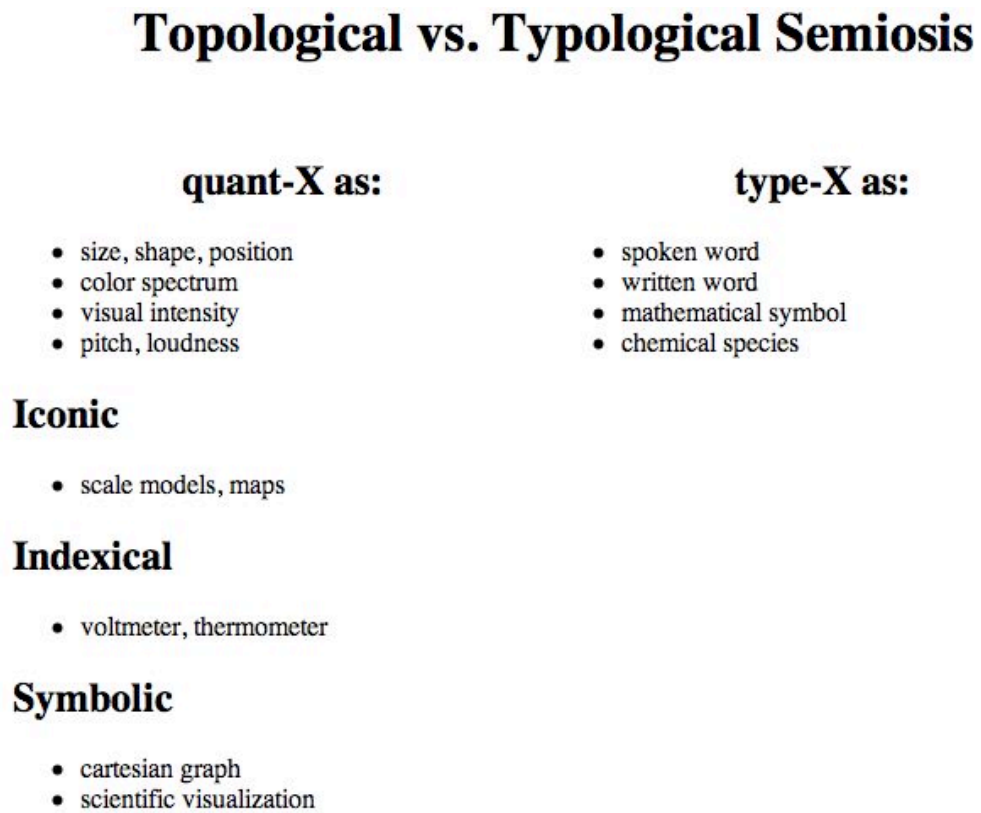 Topological vs. Typological Semiosis
quant-X as:
• size, shape, position
• color spectrum
• visual intensity
• pitch, loudness
type-X as:
• spoken word
• written word
• mathematical symbol
• chemical species
Iconic
• scale models, maps
Indexical
• voltmeter, thermometer
Symbolic
• cartesian graph
• scientific visualization